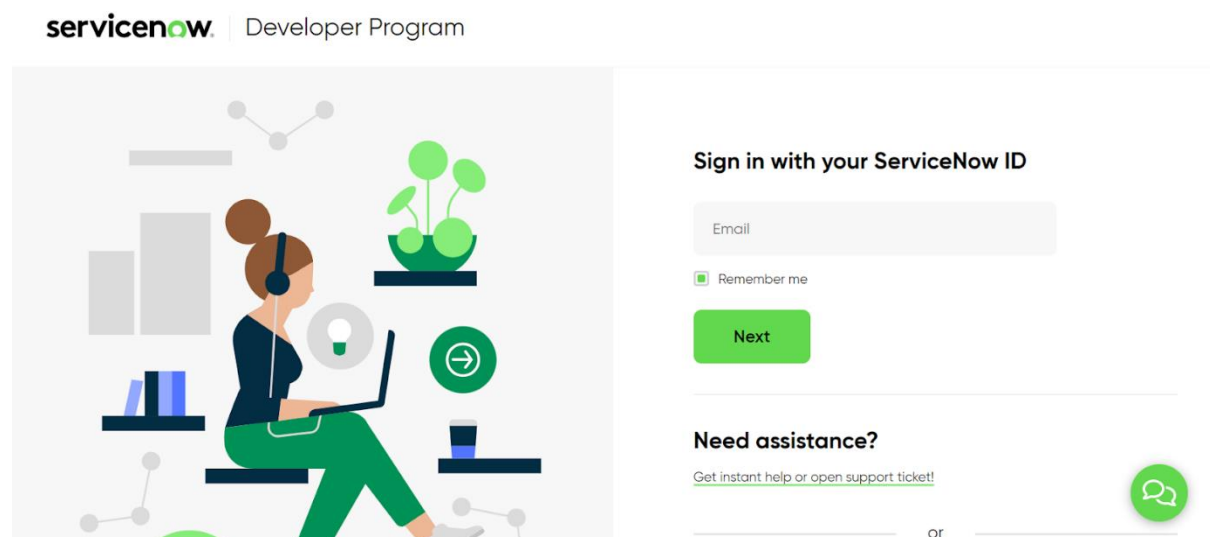 servicenow. Developer Program
Sign in with your ServiceNow ID
Email
Remember me
Next
Need assistance?
Get instant help or open support ticket!
or